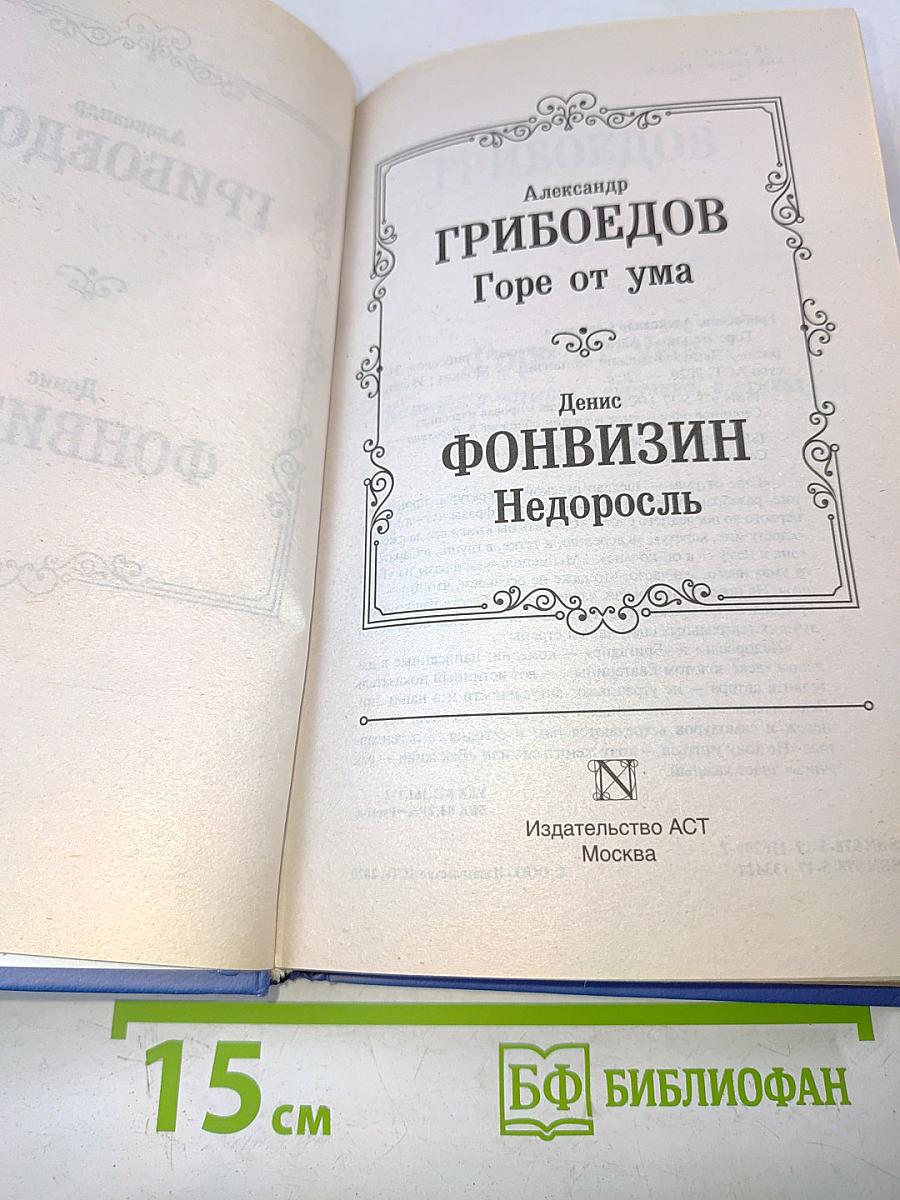 Александр
ГРИБОЕДОВ
Горе от ума
Денис
ФОНВИЗИН
Недоросль
Издательство АСТ
Москва
15 см
БФ БИБЛИОФАН